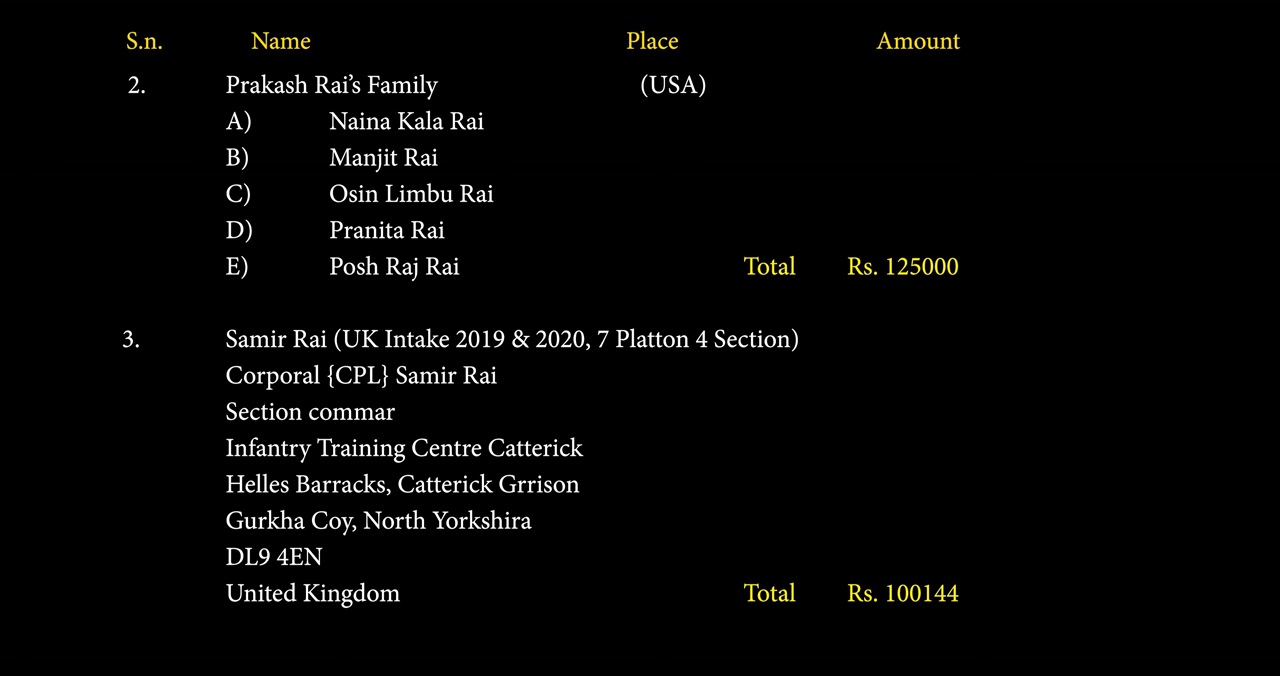 S.n. Name Place Amount
2. Prakash Rai's Family (USA)
A) Naina Kala Rai
B) Manjit Rai
C) Osin Limbu Rai
D) Pranita Rai
E) Posh Raj Rai Total Rs. 125000
3. Samir Rai (UK Intake 2019 & 2020, 7 Platton 4 Section)
Corporal {CPL} Samir Rai
Section commar
Infantry Training Centre Catterick
Helles Barracks, Catterick Grrison
Gurkha Coy, North Yorkshira
DL9 4EN
United Kingdom Total Rs. 100144